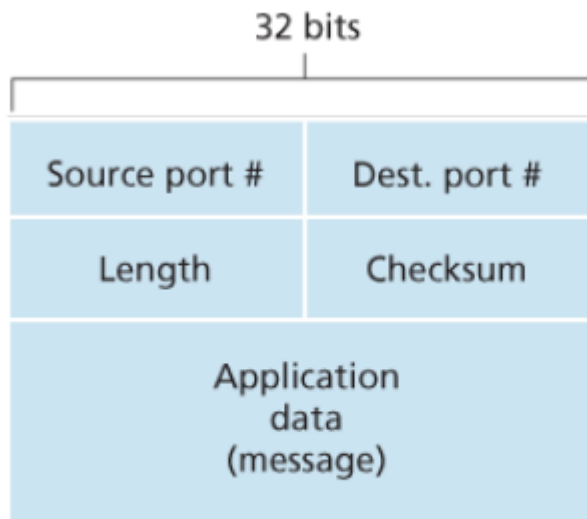 32 bits
Source port #
Dest. port #
Length
Checksum
Application
data
(message)